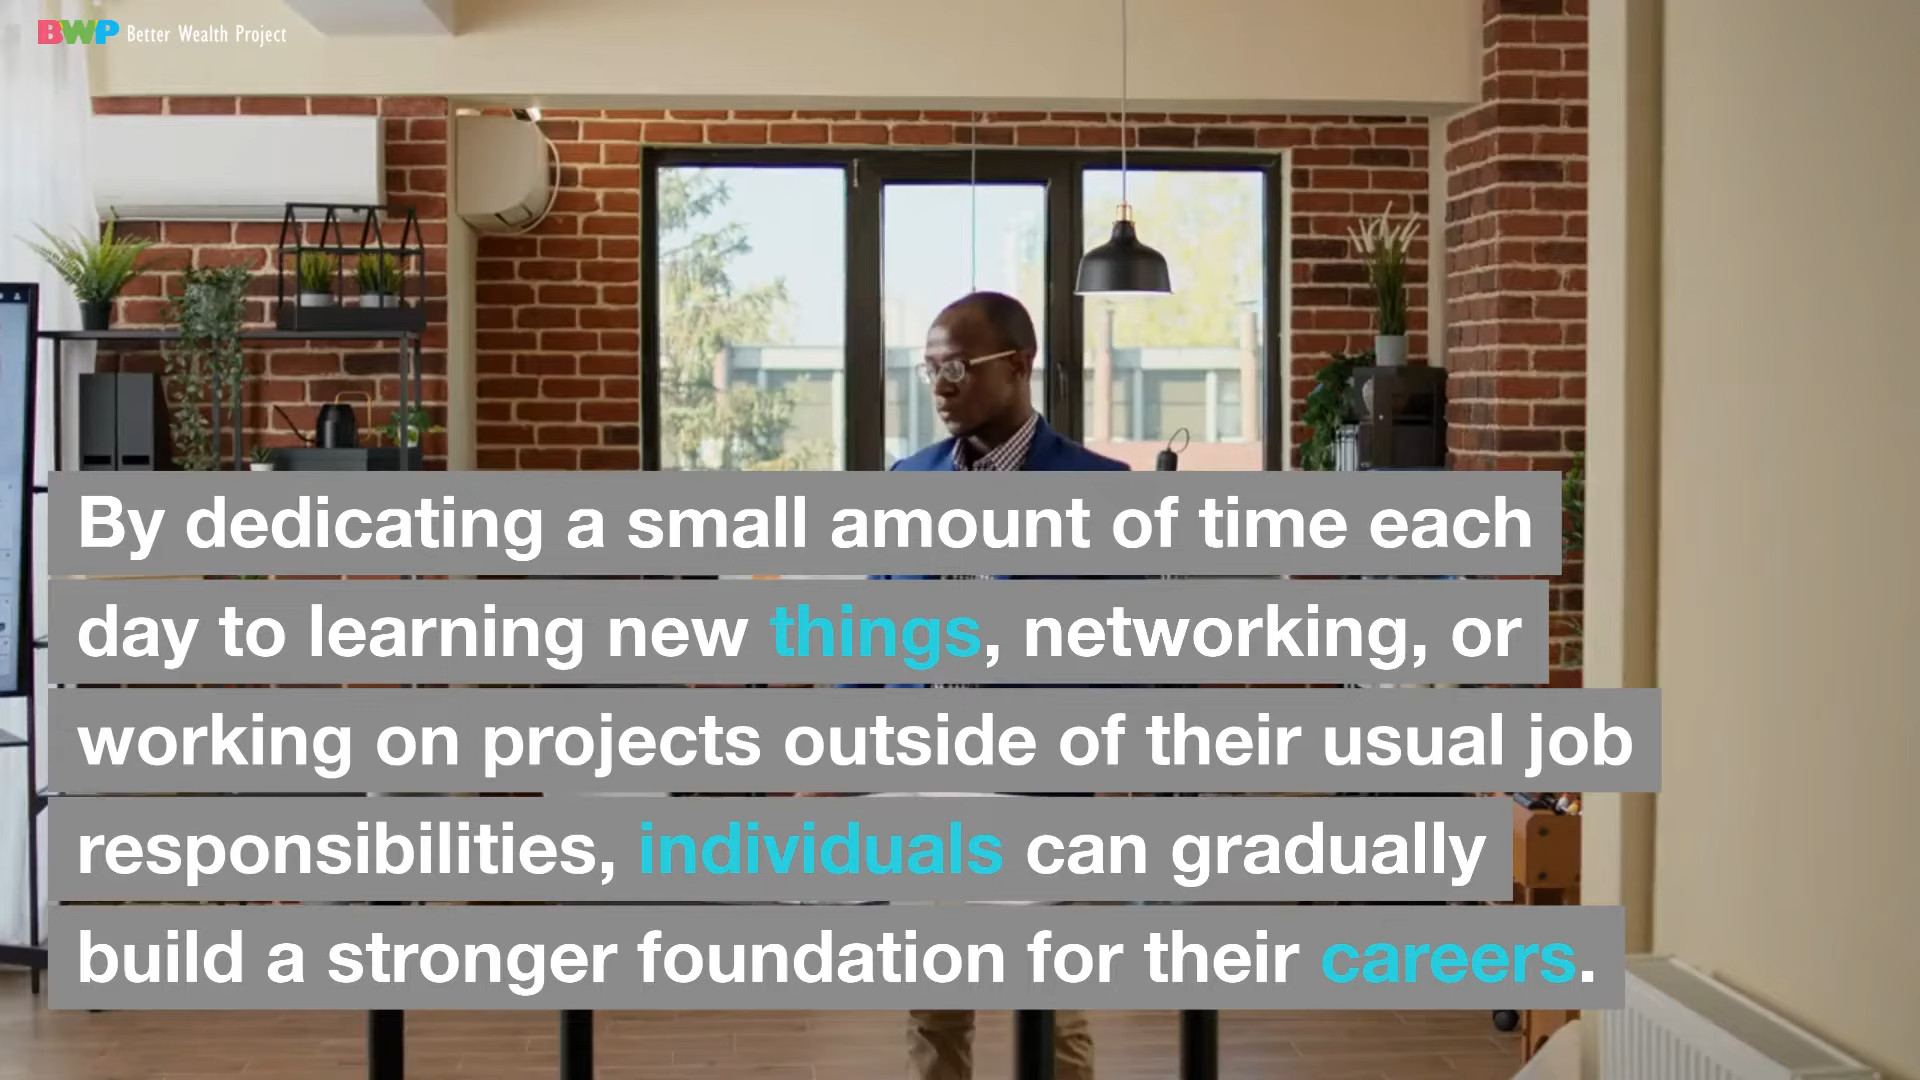 BWP Better Wealth Project
By dedicating a small amount of time each
day to learning new things, networking, or
working on projects outside of their usual job
responsibilities, individuals can gradually
build a stronger foundation for their careers.